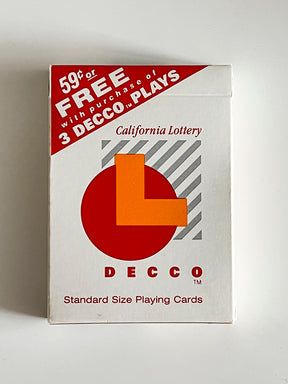 59¢ or
FREE
with purchase of
3 DECCO™ PLAYS
California Lottery
DECCO
TM
Standard Size Playing Cards